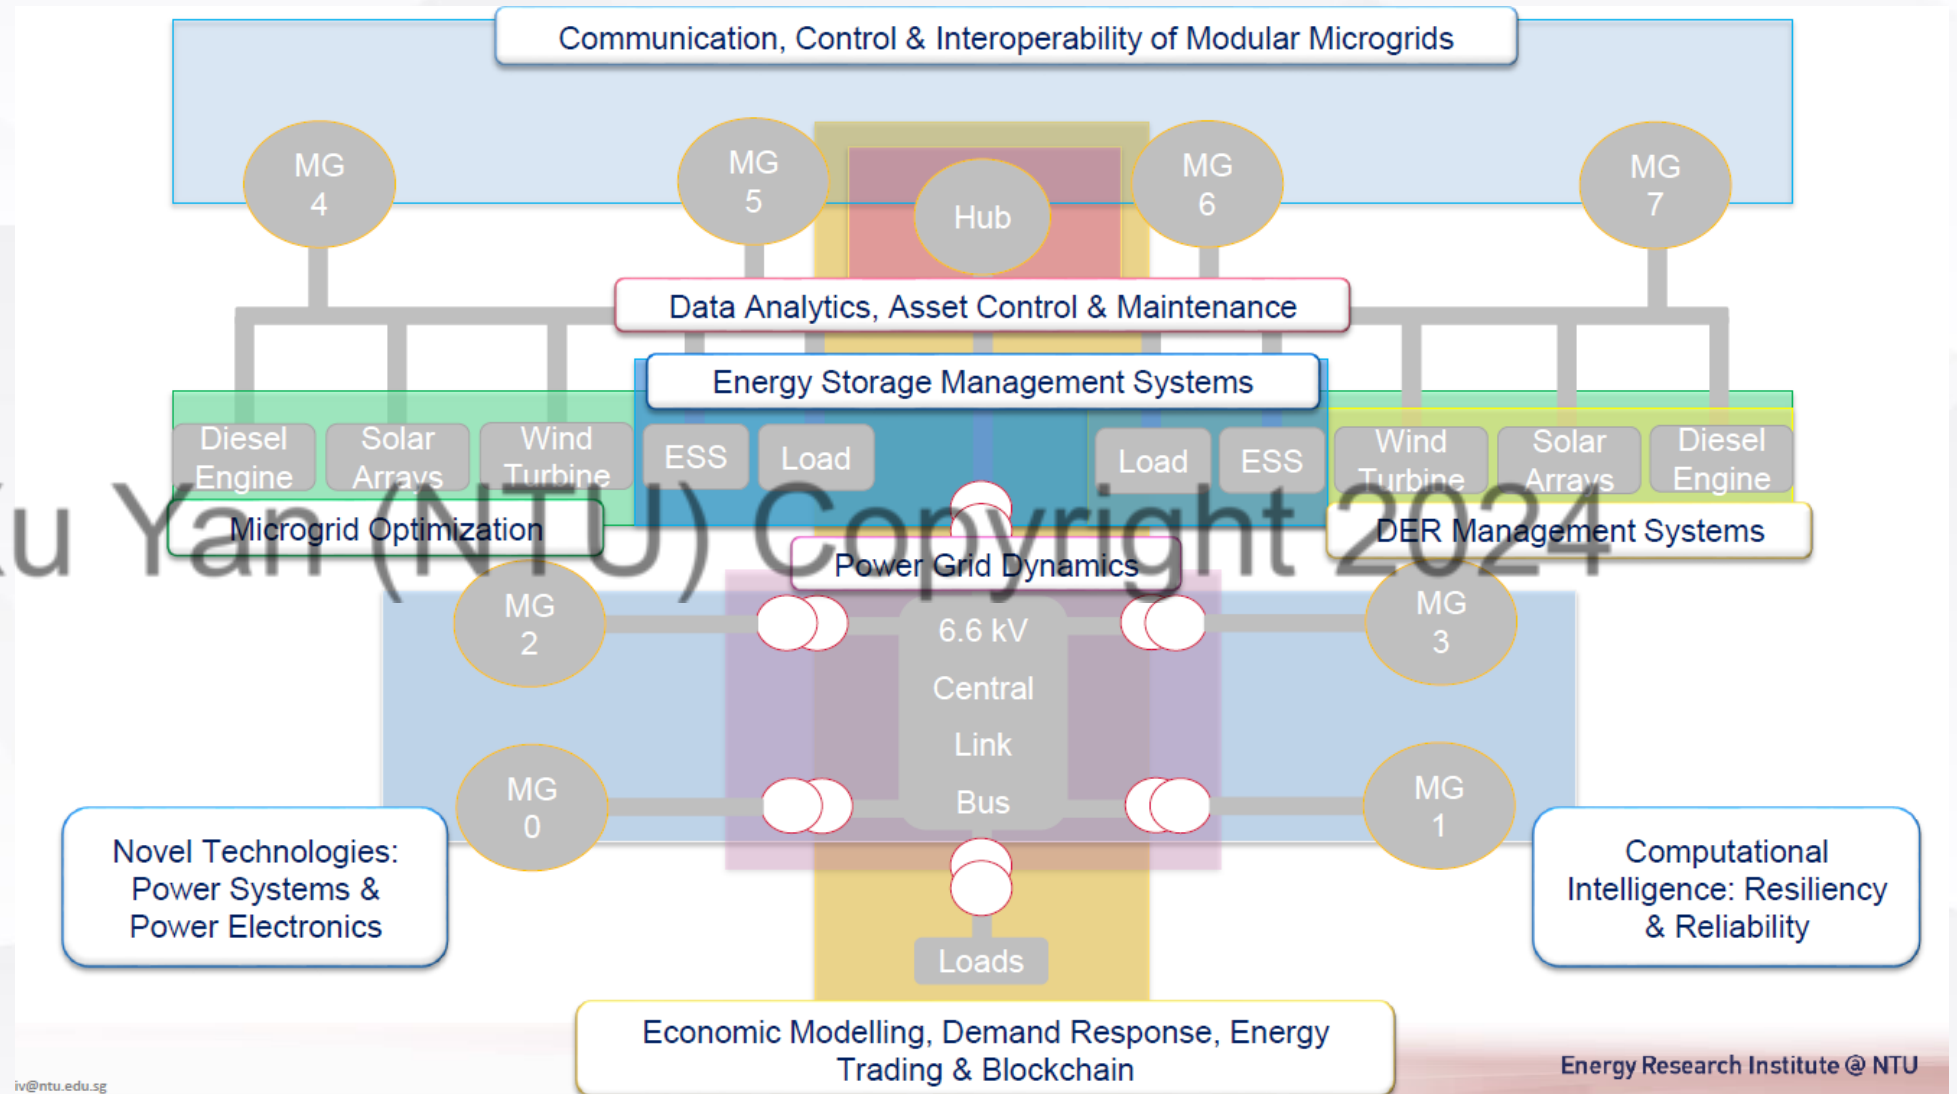 Communication, Control & Interoperability of Modular Microgrids
MG
4
MG
5
Hub
MG
6
MG
7
Data Analytics, Asset Control & Maintenance
Energy Storage Management Systems
Diesel
Engine
Solar
Arrays
Wind
Turbine
ESS
Load
Load
ESS
Wind
Turbine
Solar
Arrays
Diesel
Engine
Yan (NTU) Copyright 2024
Microgrid Optimization
DER Management Systems
Power Grid Dynamics
MG
2
6.6 kV
Central
Link
Bus
MG
3
MG
0
MG
1
Novel Technologies:
Power Systems &
Power Electronics
Computational
Intelligence: Resiliency
& Reliability
Loads
Economic Modelling, Demand Response, Energy
Trading & Blockchain
iv@ntu.edu.sg
Energy Research Institute @ NTU